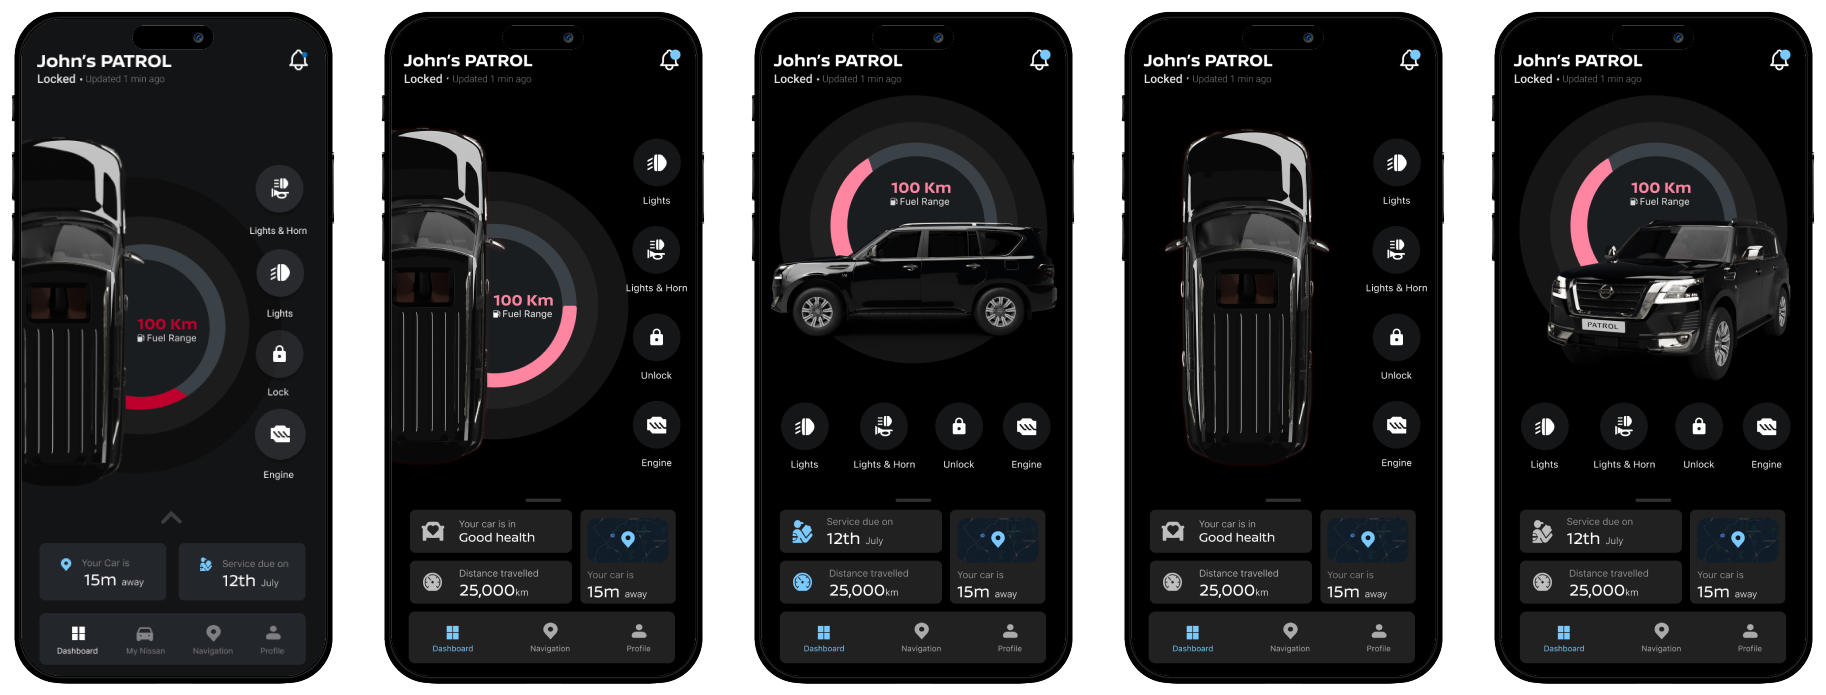 John's PATROL
Locked • Updated 1 min ago
Lights & Horn
Lights
100 Km
Fuel Range
Lock
Engine
Your Car is
15m away
Service due on
12th July
Dashboard
My Nissan
Navigation
Profile
John's PATROL
Locked • Updated 1 min ago
Lights
Lights & Horn
100 Km
Fuel Range
Unlock
Engine
Your car is in
Good health
Distance travelled
25,000km
Your car is
15m away
Dashboard
Navigation
Profile
John's PATROL
Locked • Updated 1 min ago
100 Km
Fuel Range
Lights
Lights & Horn
Unlock
Engine
Service due on
12th July
Distance travelled
25,000km
Your car is
15m away
Dashboard
Navigation
Profile
John's PATROL
Locked • Updated 1 min ago
Lights
Lights & Horn
Unlock
Engine
Your car is in
Good health
Distance travelled
25,000km
Your car is
15m away
Dashboard
Navigation
Profile
John's PATROL
Locked • Updated 1 min ago
100 Km
Fuel Range
PATROL
Lights
Lights & Horn
Unlock
Engine
Service due on
12th July
Distance travelled
25,000km
Your car is
15m away
Dashboard
Navigation
Profile